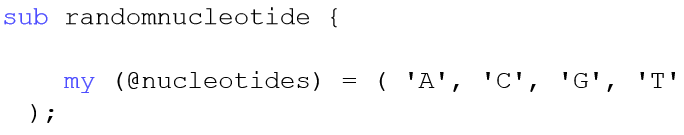 sub randomnucleotide {
my (@nucleotides) = ( 'A', 'C', 'G', 'T'
);